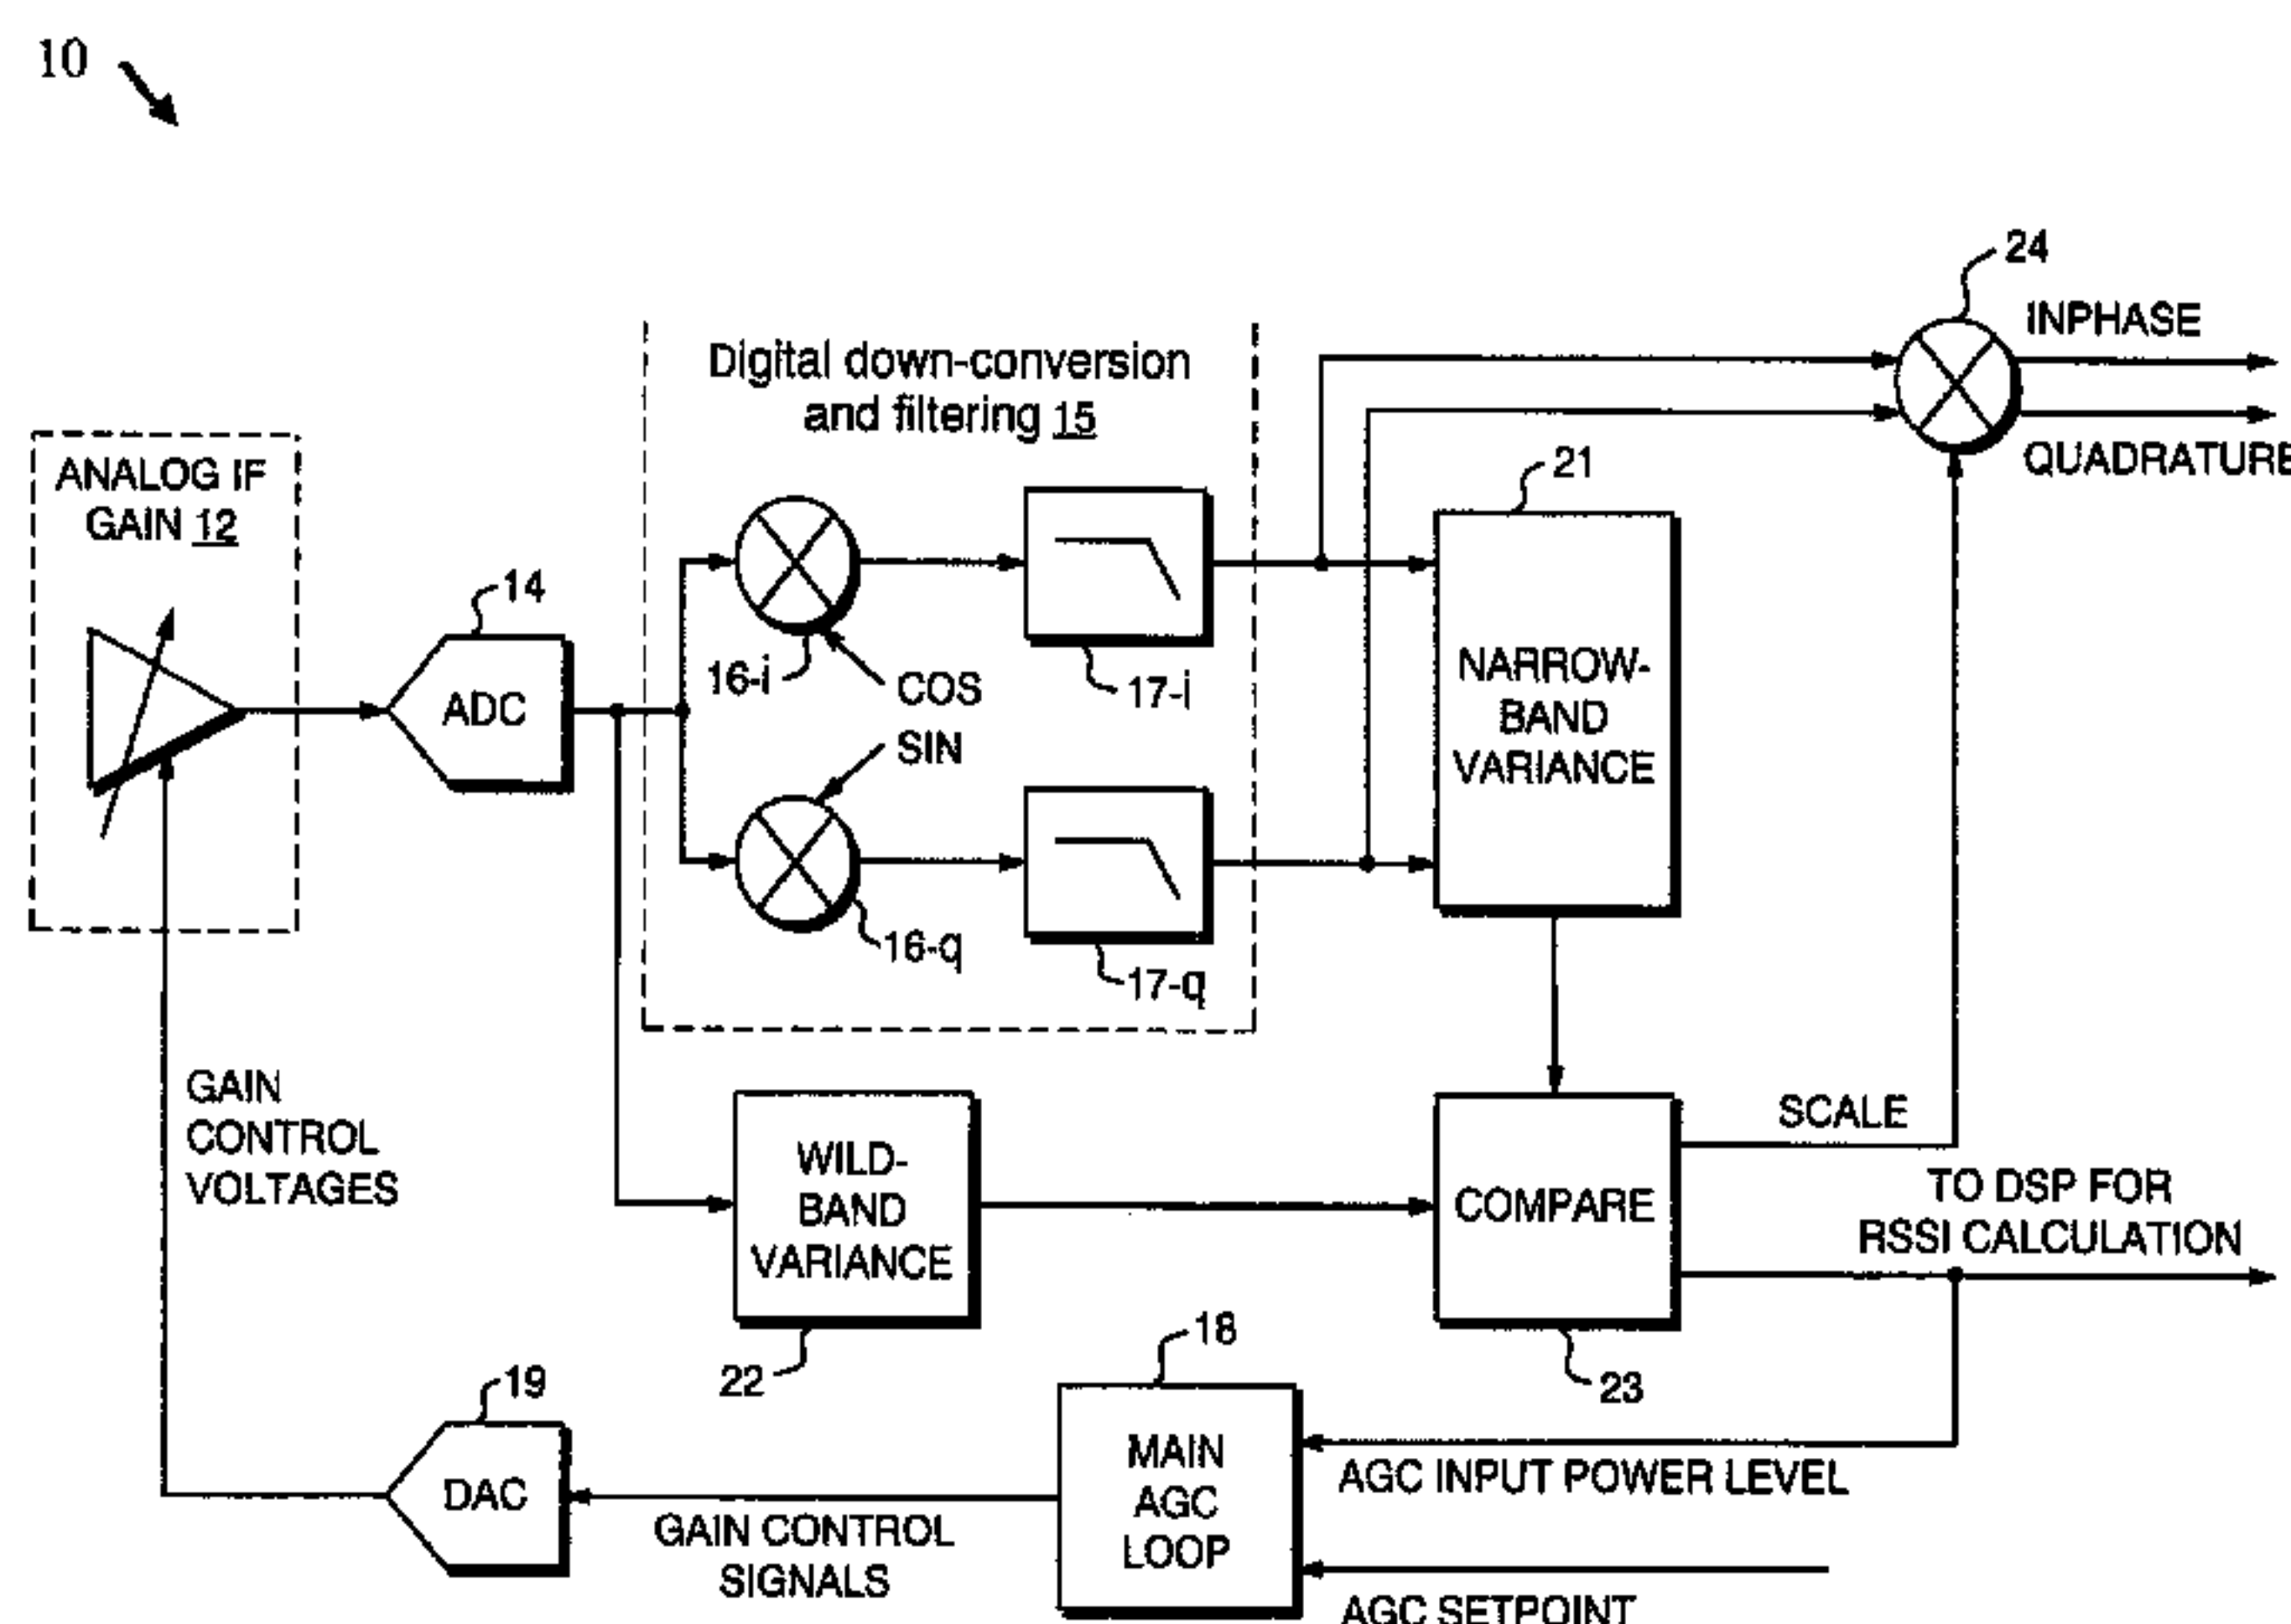 10
24
INPHASE
QUADRATURE
Digital down-conversion
and filtering 15
ANALOG IF
GAIN 12
14
ADC
16-i
COS
SIN
17-i
16-q
17-q
21
NARROW-
BAND
VARIANCE
GAIN
CONTROL
VOLTAGES
WILD-
BAND
VARIANCE
22
COMPARE
23
SCALE
TO DSP FOR
RSSI CALCULATION
18
MAIN
AGC
LOOP
19
DAC
GAIN CONTROL
SIGNALS
AGC INPUT POWER LEVEL
AGC SETPOINT